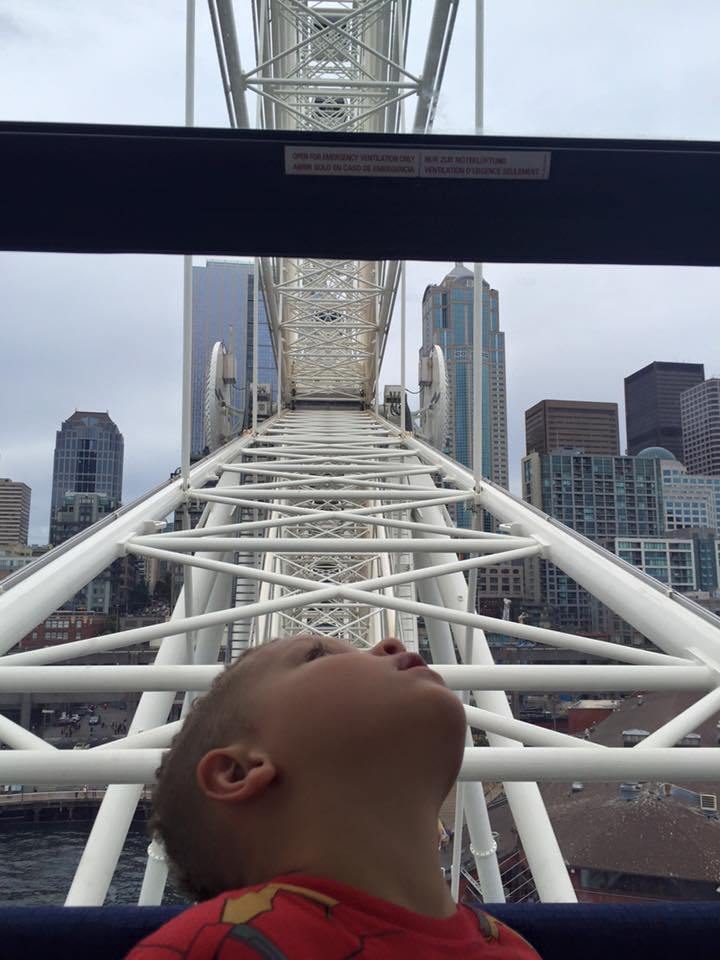 OPEN FOR EMERGENCY VENTILATION ONLY
ABRIR SOLO EN CASO DE EMERGENCIA
NUR ZUR NOTBELÜFTUNG
VENTILATION D'URGENCE SEULEMENT